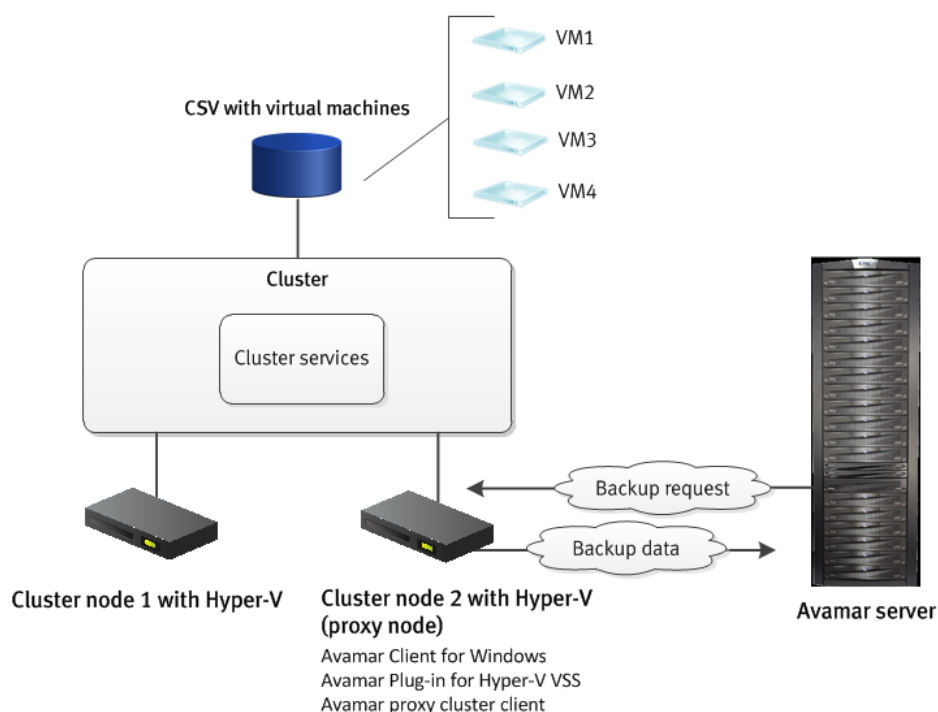 VM1
VM2
CSV with virtual machines
VM3
VM4
Cluster
Cluster services
Backup request
Backup data
Cluster node 1 with Hyper-V
Cluster node 2 with Hyper-V
(proxy node)
Avamar Client for Windows
Avamar Plug-in for Hyper-V VSS
Avamar proxy cluster client
Avamar server